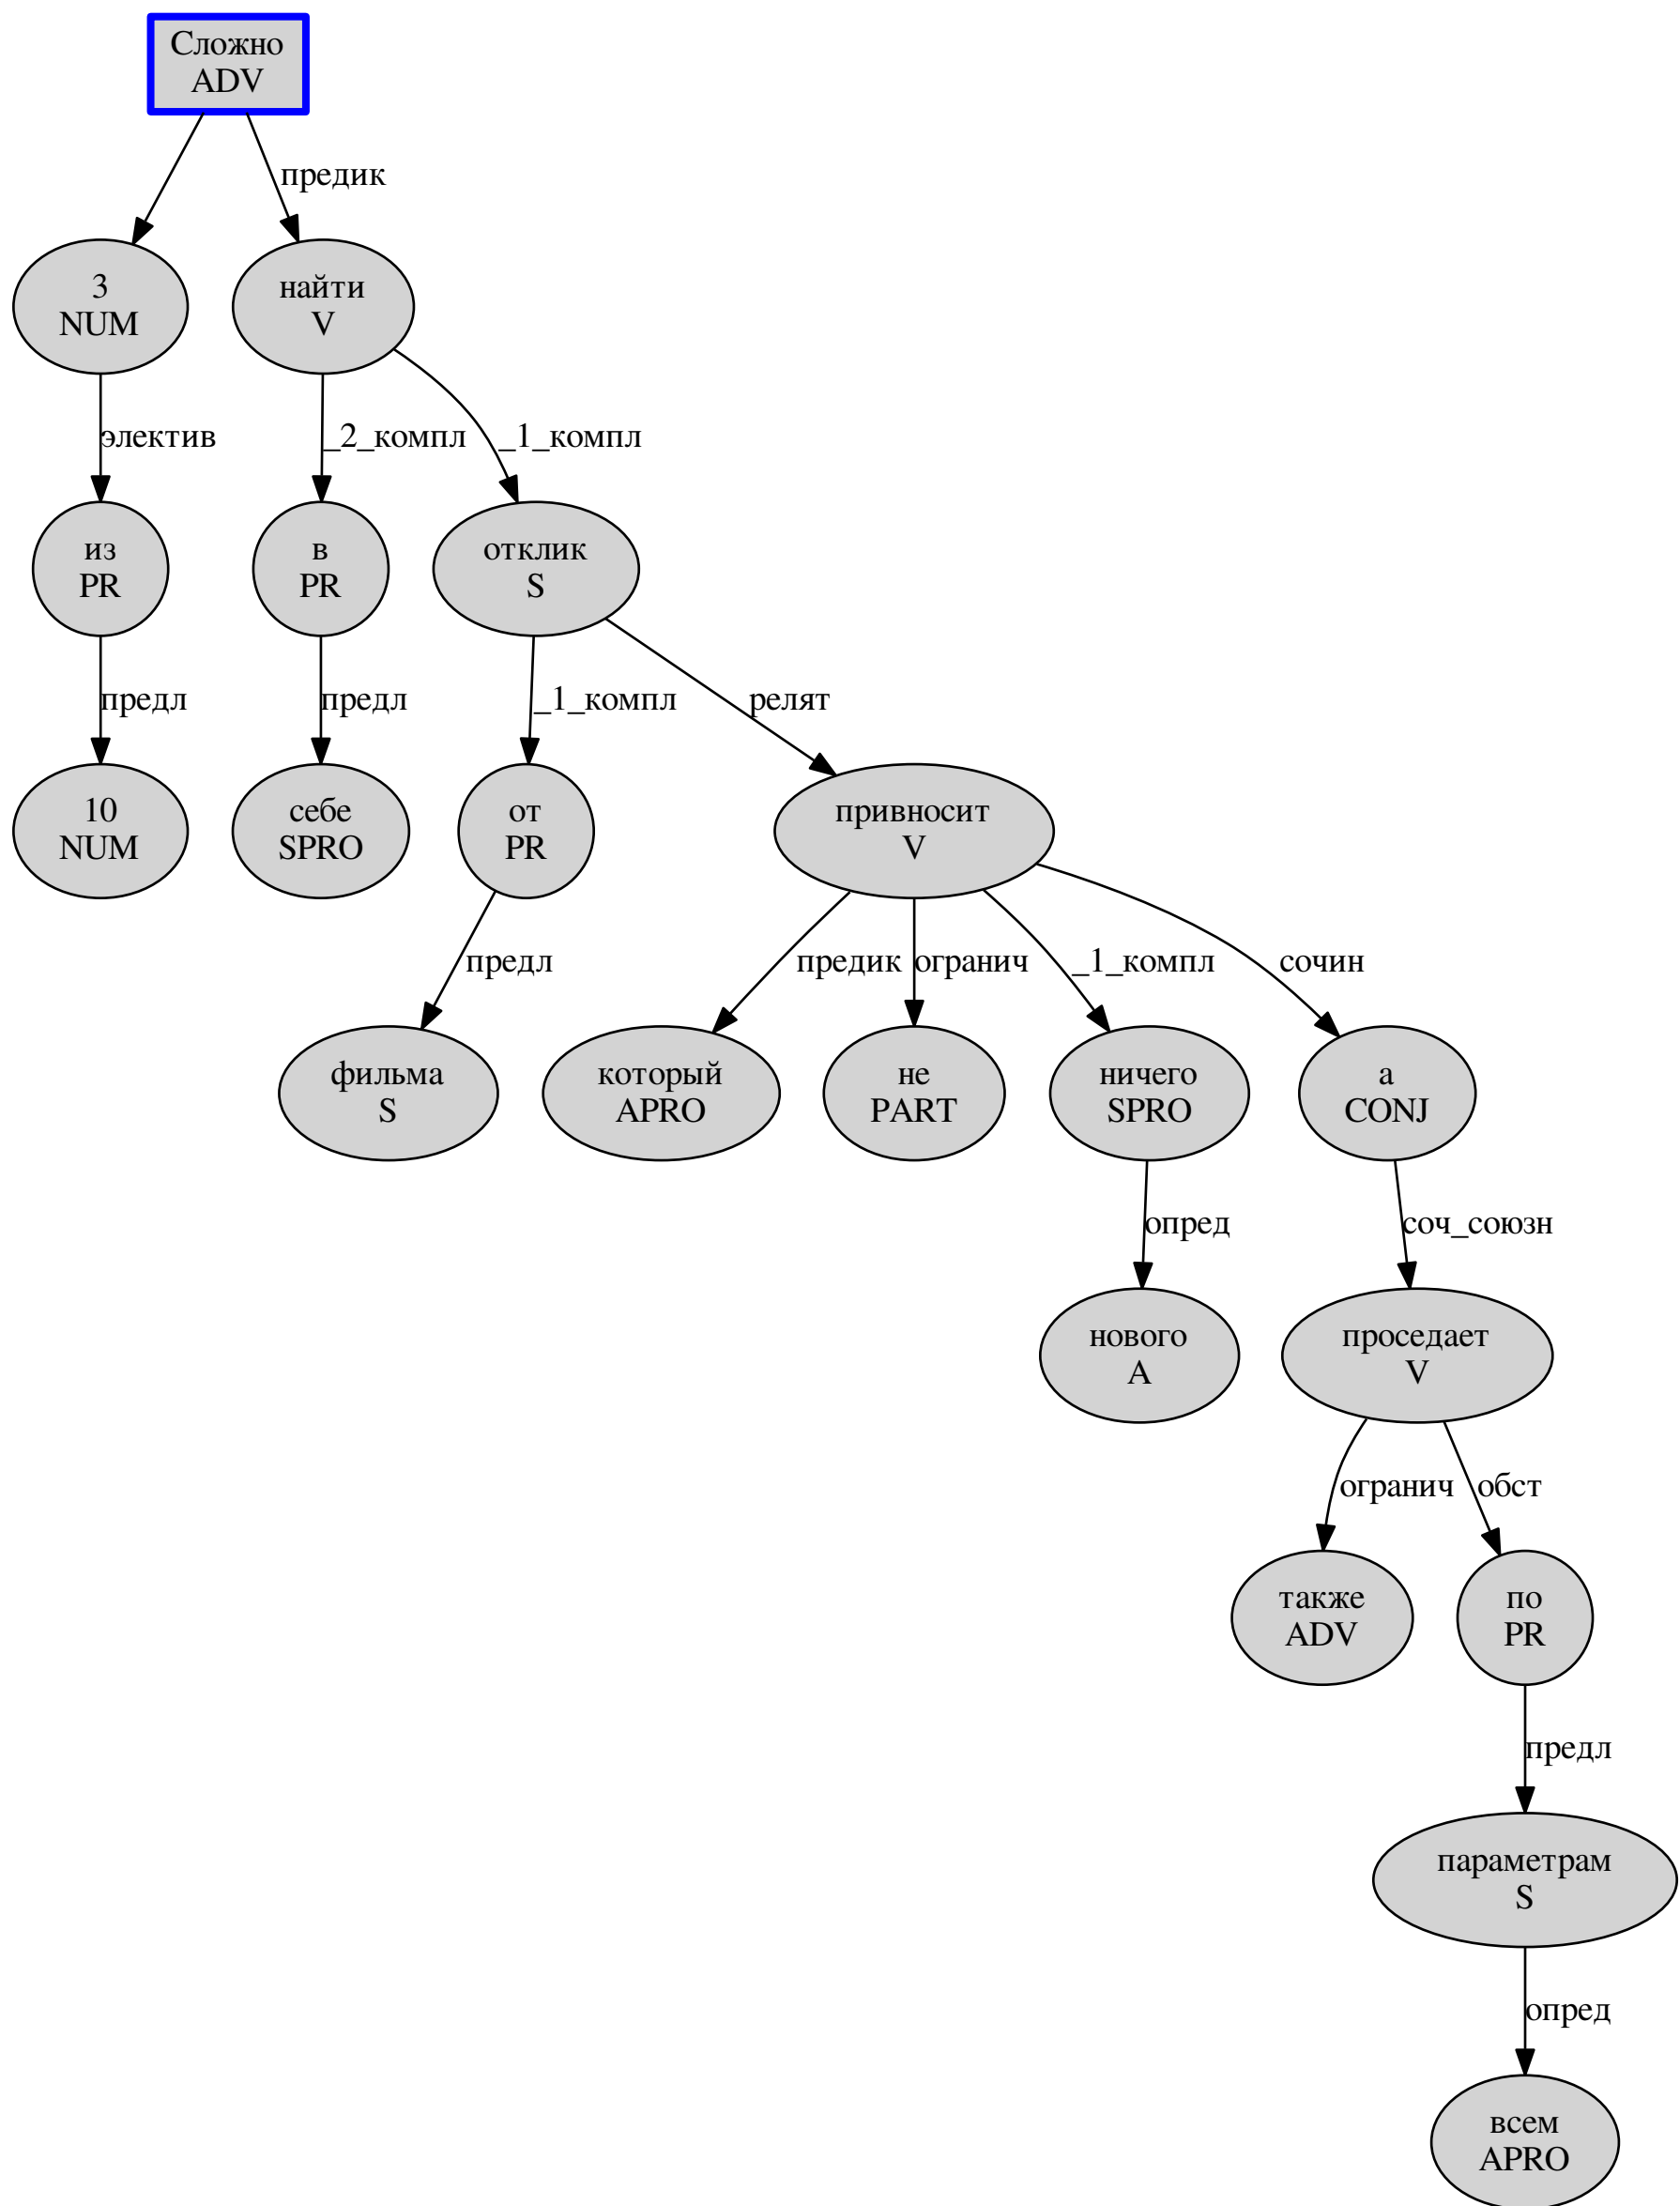 Сложно
ADV
предик
3
NUM
найти
V
электив
_2_компл
_1_компл
из
PR
в
PR
отклик
S
предл
предл
_1_компл
релят
10
NUM
себе
SPRO
от
PR
привносит
V
предл
предик
огранич
_1_компл
сочин
фильма
S
который
APRO
не
PART
ничего
SPRO
а
CONJ
опред
соч_союзн
нового
A
проседает
V
огранич
обст
также
ADV
по
PR
предл
параметрам
S
опред
всем
APRO